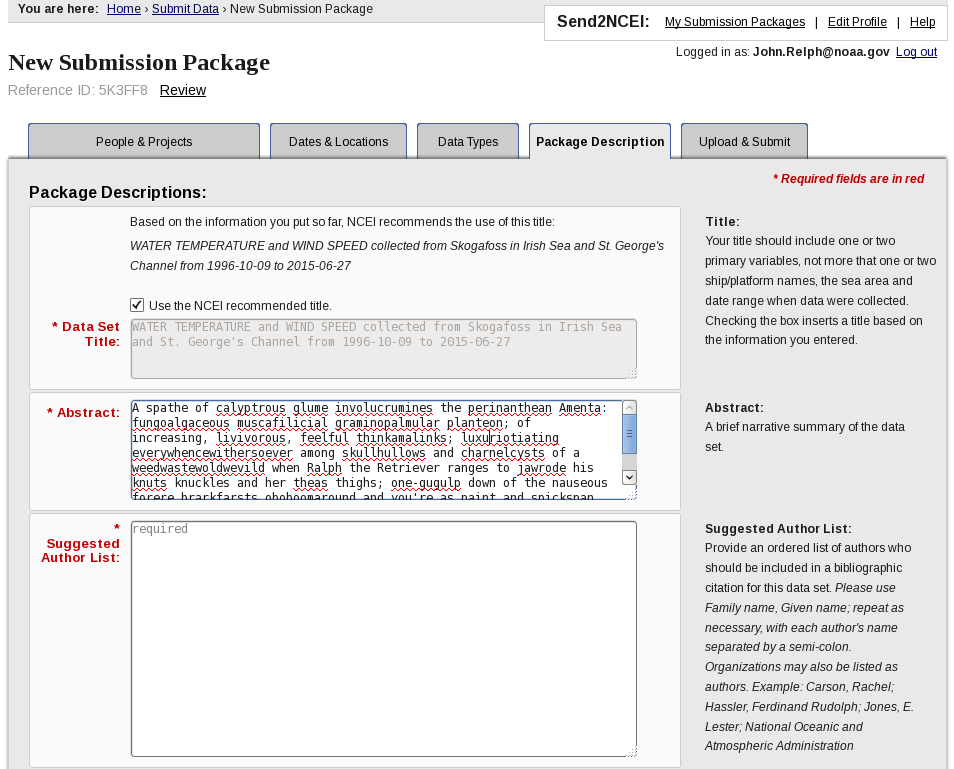 You are here: Home › Submit Data › New Submission Package
Send2NCEI: My Submission Packages | Edit Profile | Help
Logged in as: John.Relph@noaa.gov Log out
New Submission Package
Reference ID: 5K3FF8 Review
People & Projects
Dates & Locations
Data Types
Package Description
Upload & Submit
* Required fields are in red
Package Descriptions:
Based on the information you put so far, NCEI recommends the use of this title:
WATER TEMPERATURE and WIND SPEED collected from Skogafoss in Irish Sea and St. George's
Channel from 1996-10-09 to 2015-06-27
Use the NCEI recommended title.
* Data Set
Title:
WATER TEMPERATURE and WIND SPEED collected from Skogafoss in Irish Sea
and St. George's Channel from 1996-10-09 to 2015-06-27
Title:
Your title should include one or two
primary variables, not more that one or two
ship/platform names, the sea area and
date range when data were collected.
Checking the box inserts a title based on
the information you entered.
* Abstract:
A spathe of calyptrous glume involucrumines the perinanthean Amenta:
fungoalgaceous muscafilicial graminopalmular planteon; of
increasing, livivorous, feelful thinkamalinks; luxuriotiating
everywhencewithersoever among skullhullows and charnelcysts of a
weedwastewoldwevild when Ralph the Retriever ranges to jawrode his
knuts knuckles and her theas thighs; one-gugulp down of the nauseous
forere brarkfarsts oboboomaround and you're as paint and spickspan
Abstract:
A brief narrative summary of the data
set.
*
Suggested
Author List:
required
Suggested Author List:
Provide an ordered list of authors who
should be included in a bibliographic
citation for this data set. Please use
Family name, Given name; repeat as
necessary, with each author's name
separated by a semi-colon.
Organizations may also be listed as
authors. Example: Carson, Rachel;
Hassler, Ferdinand Rudolph; Jones, E.
Lester; National Oceanic and
Atmospheric Administration